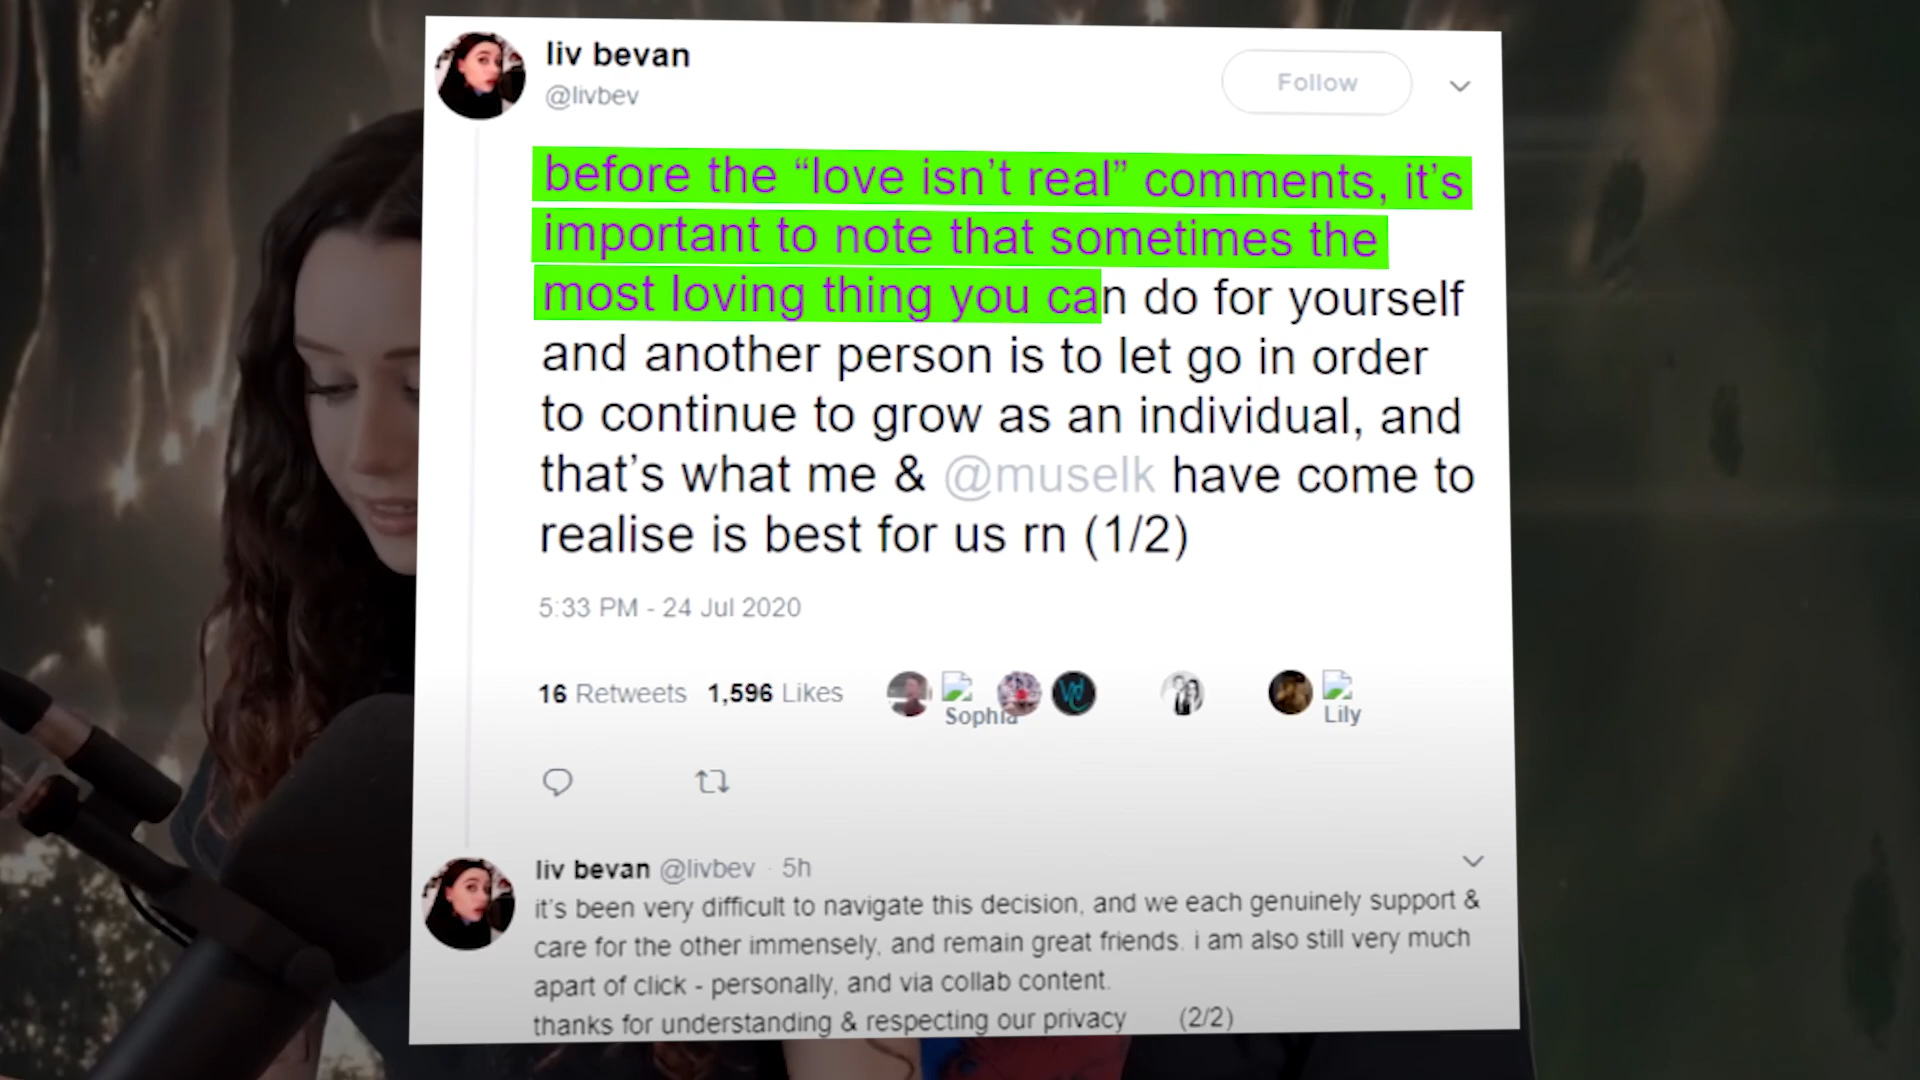 liv bevan
@livbev
Follow
before the “love isn’t real” comments, it’s
important to note that sometimes the
most loving thing you can do for yourself
and another person is to let go in order
to continue to grow as an individual, and
that’s what me & @muselk have come to
realise is best for us rn (1/2)
5:33 PM - 24 Jul 2020
16 Retweets 1,596 Likes
Sophia
Lily
liv bevan @livbev · 5h
it’s been very difficult to navigate this decision, and we each genuinely support &
care for the other immensely, and remain great friends. i am also still very much
apart of click - personally, and via collab content.
thanks for understanding & respecting our privacy (2/2)